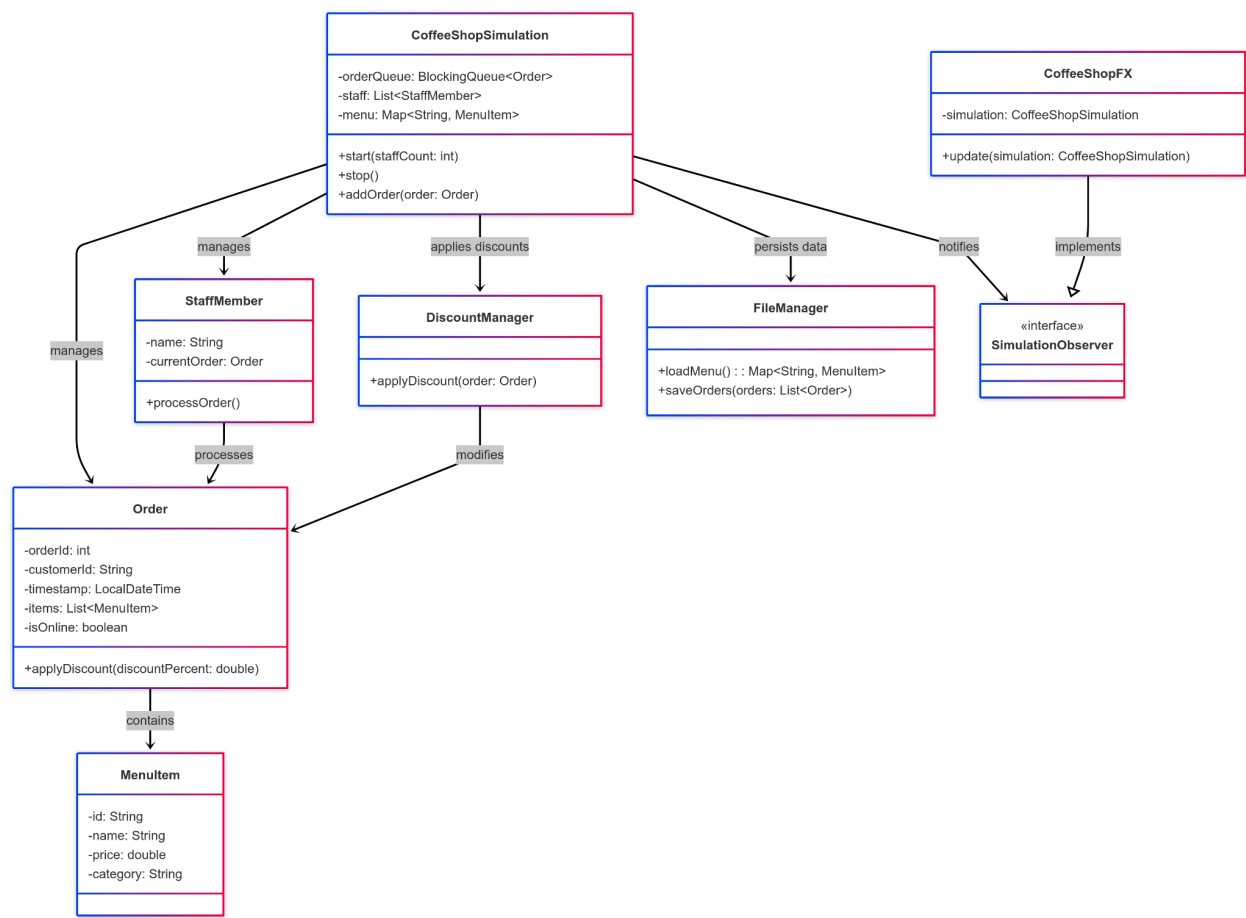 CoffeeShopSimulation
-orderQueue: BlockingQueue<Order>
-staff: List<StaffMember>
-menu: Map<String, MenuItem>
+start(staffCount: int)
+stop()
+addOrder(order: Order)
CoffeeShopFX
-simulation: CoffeeShopSimulation
+update(simulation: CoffeeShopSimulation)
manages
applies discounts
persists data
notifies
implements
StaffMember
-name: String
-currentOrder: Order
+processOrder()
DiscountManager
+applyDiscount(order: Order)
FileManager
+loadMenu() : : Map<String, MenuItem>
+saveOrders(orders: List<Order>)
«interface»
SimulationObserver
manages
processes
modifies
Order
-orderId: int
-customerId: String
-timestamp: LocalDateTime
-items: List<MenuItem>
-isOnline: boolean
+applyDiscount(discountPercent: double)
contains
MenuItem
-id: String
-name: String
-price: double
-category: String